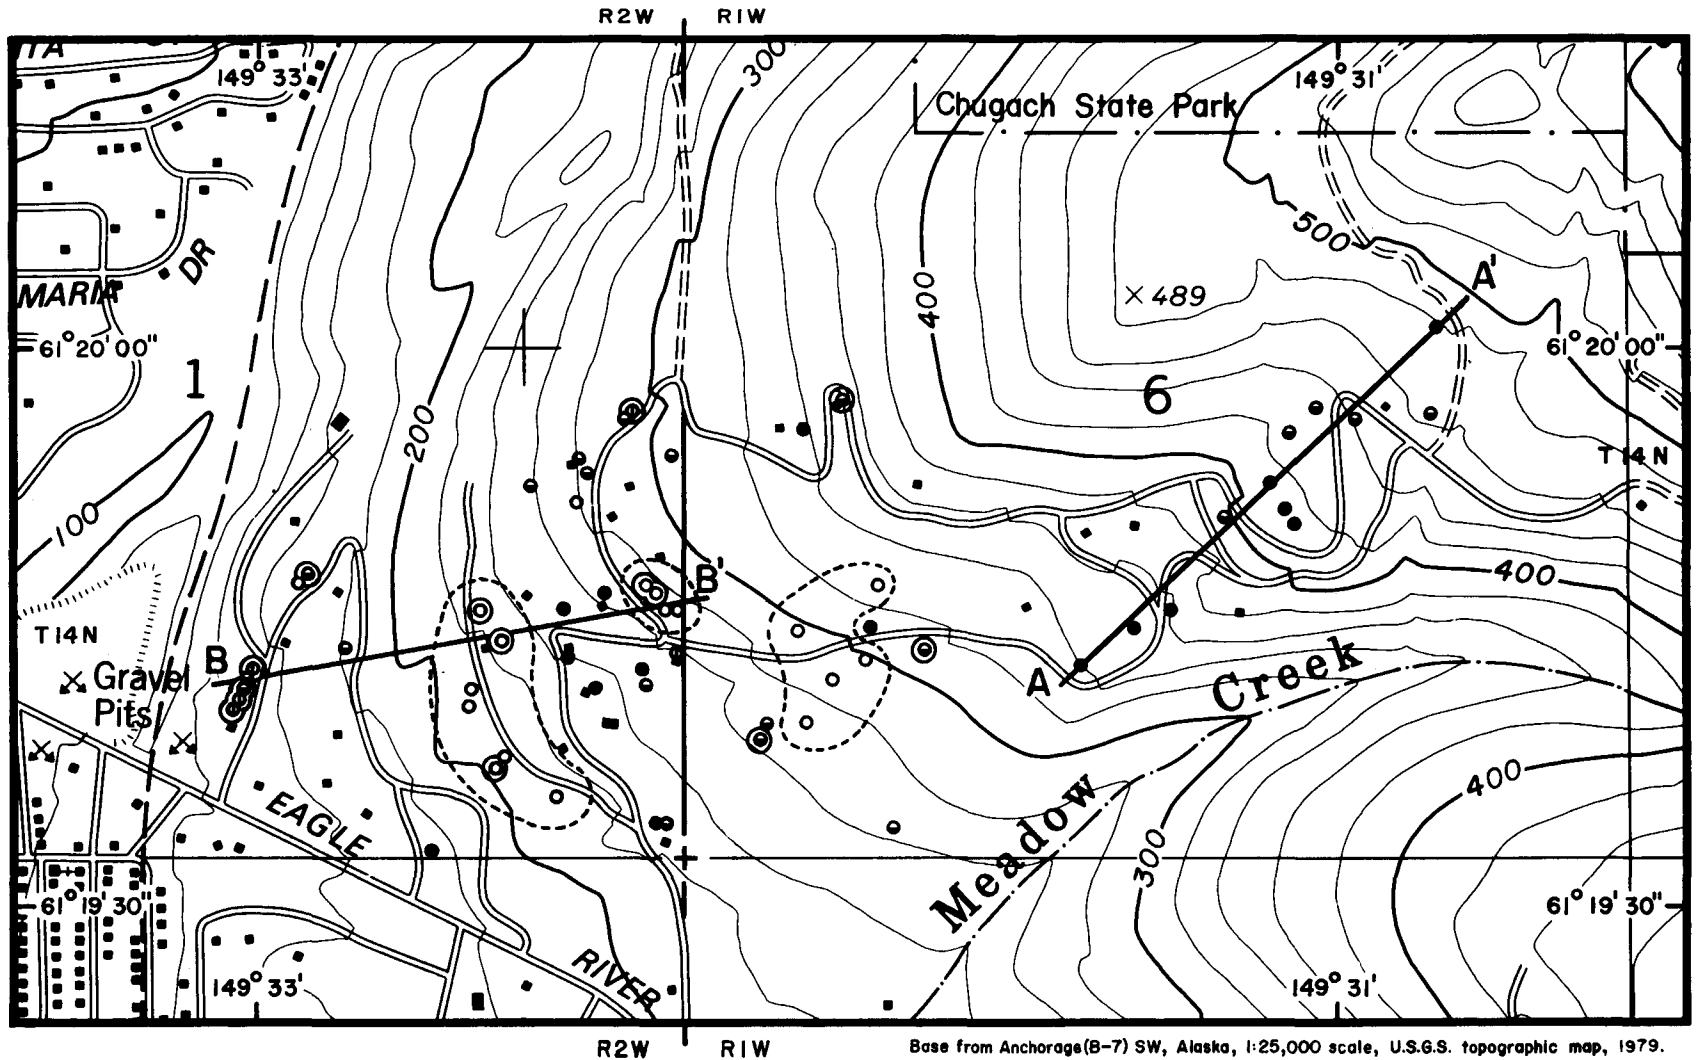 R2W R1W
TA
149° 33'
300
149° 31'
Chugach State Park
DR
MARIA
500
A'
× 489
400
61° 20' 00"
61° 20' 00"
1
6
200
T14N
100
400
B'
T14N
B
Gravel
Pits
A
Creek
400
EAGLE
Meadow
300
61° 19' 30"
61° 19' 30"
RIVER
149° 33'
149° 31'
R2W R1W
Base from Anchorage(B-7) SW, Alaska, 1:25,000 scale, U.S.G.S. topographic map, 1979.